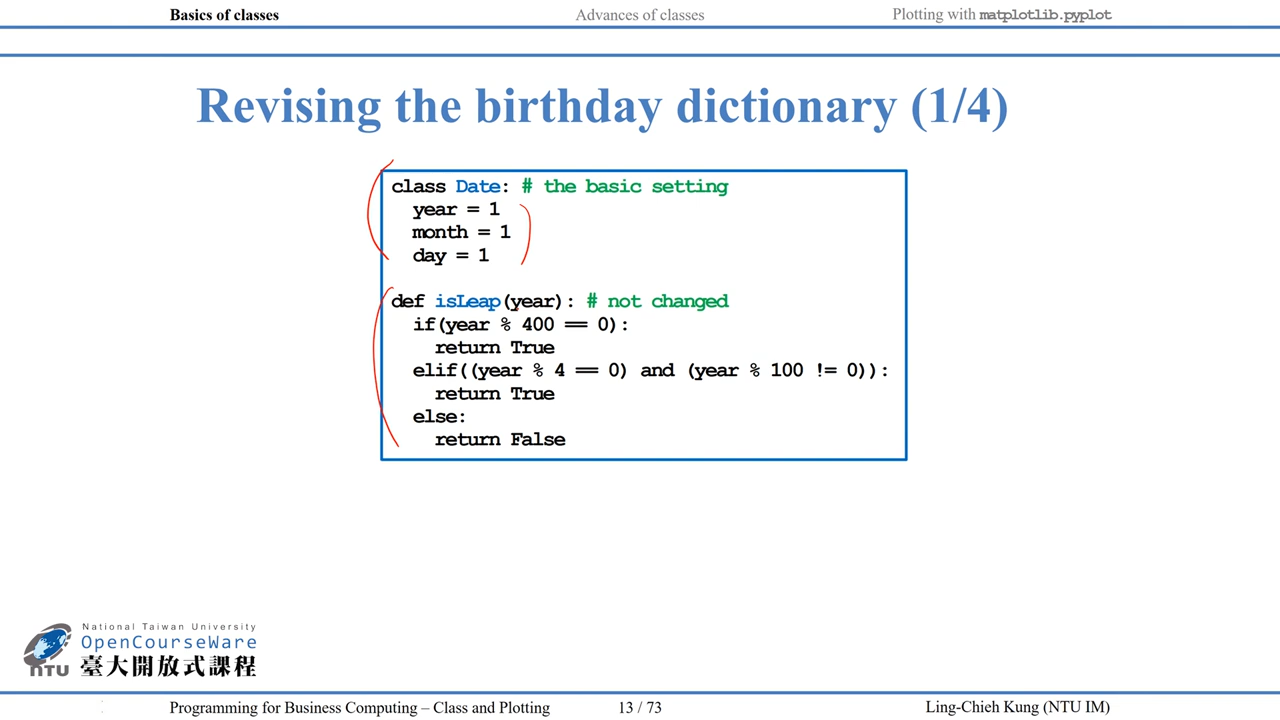 Basics of classes Advances of classes Plotting with matplotlib.pyplot
Revising the birthday dictionary (1/4)
class Date: # the basic setting
  year = 1
  month = 1
  day = 1
def isLeap(year): # not changed
  if(year % 400 == 0):
    return True
  elif((year % 4 == 0) and (year % 100 != 0)):
    return True
  else:
    return False
National Taiwan University
OpenCourseWare
NTU 臺大開放式課程
Programming for Business Computing – Class and Plotting 13 / 73 Ling-Chieh Kung (NTU IM)